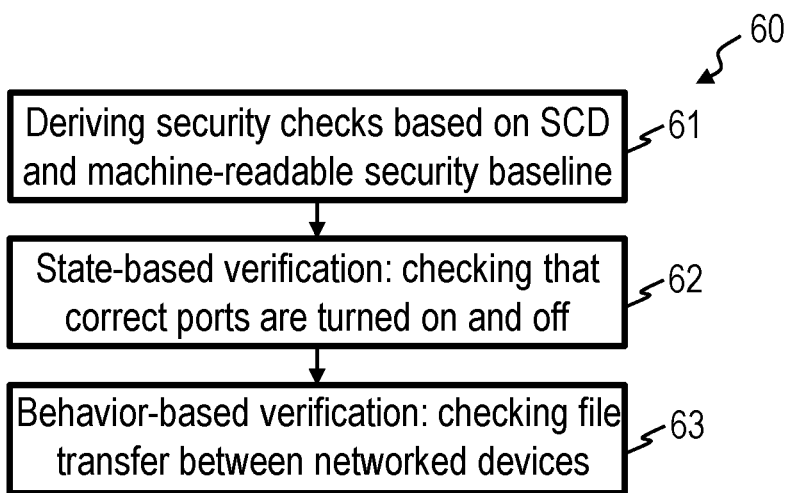 60
Deriving security checks based on SCD
and machine-readable security baseline
61
State-based verification: checking that
correct ports are turned on and off
62
Behavior-based verification: checking file
transfer between networked devices
63